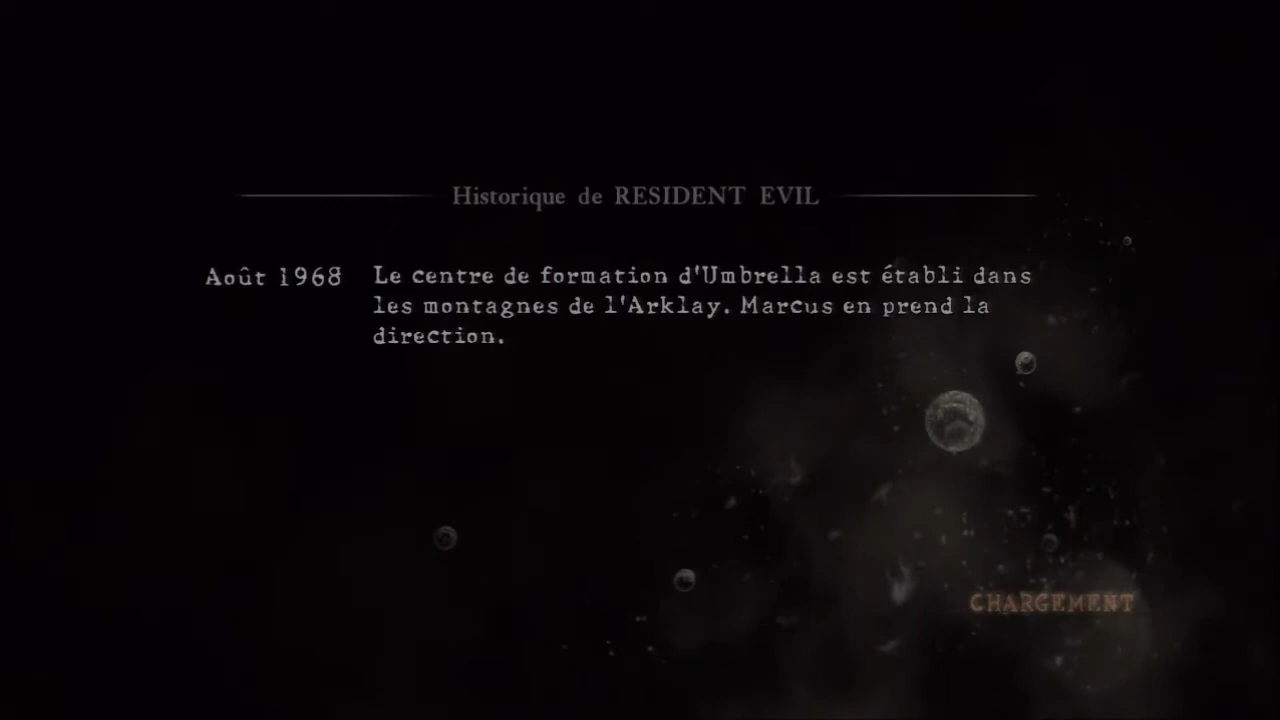 Historique de RESIDENT EVIL
Août 1968 Le centre de formation d'Umbrella est établi dans
les montagnes de l'Arklay. Marcus en prend la
direction.
CHARGEMENT